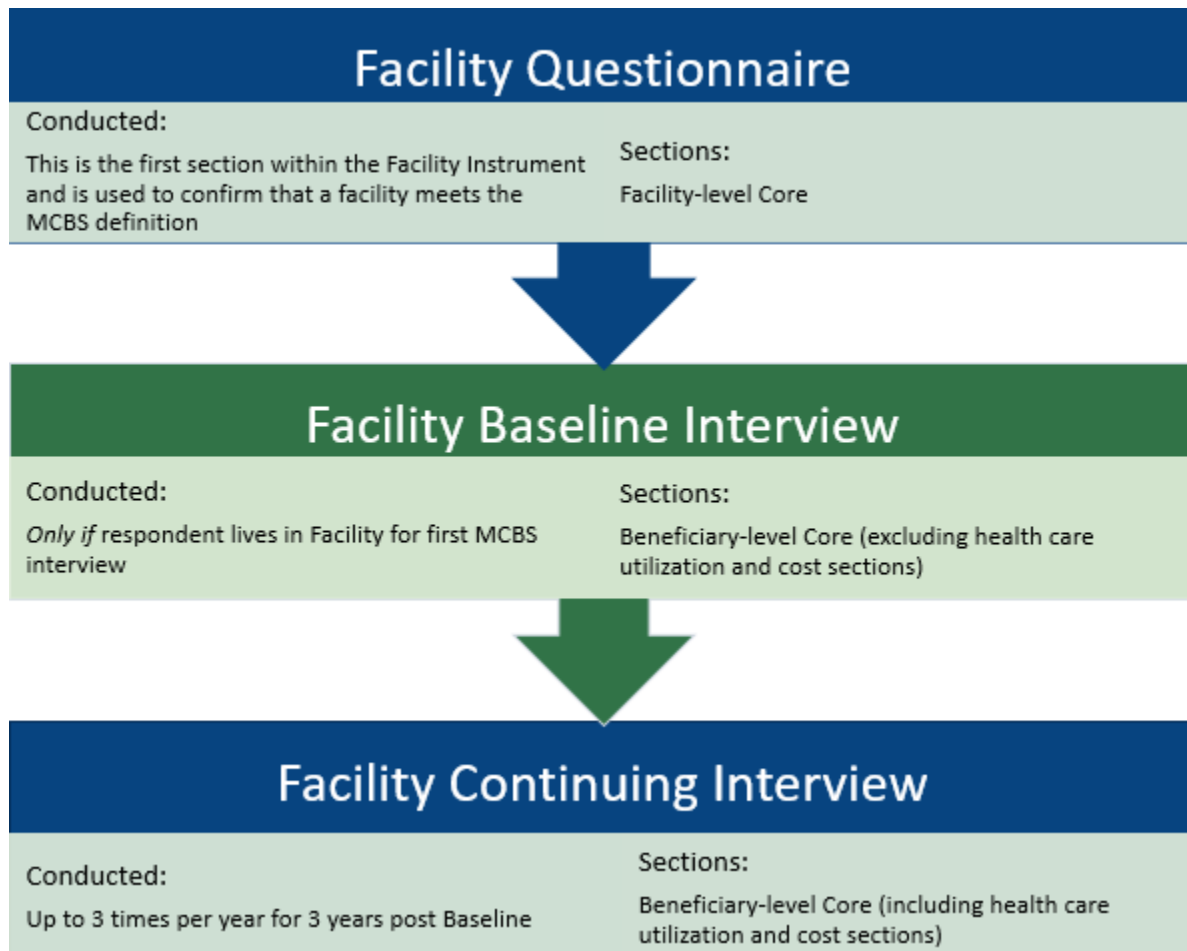 Facility Questionnaire
Conducted:
This is the first section within the Facility Instrument
and is used to confirm that a facility meets the
MCBS definition
Sections:
Facility-level Core
Facility Baseline Interview
Conducted:
Only if respondent lives in Facility for first MCBS
interview
Sections:
Beneficiary-level Core (excluding health care
utilization and cost sections)
Facility Continuing Interview
Conducted:
Up to 3 times per year for 3 years post Baseline
Sections:
Beneficiary-level Core (including health care
utilization and cost sections)